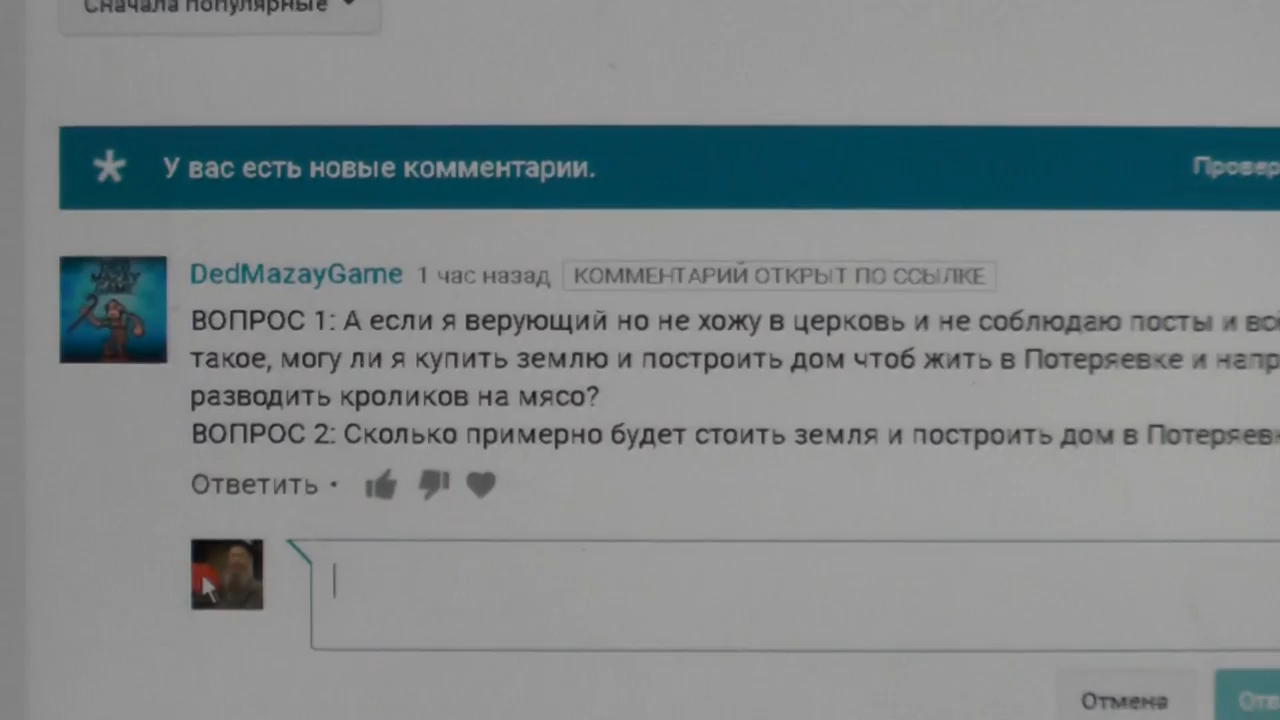 Сначала популярные
У вас есть новые комментарии.
DedMazayGame 1 час назад КОММЕНТАРИЙ ОТКРЫТ ПО ССЫЛКЕ
ВОПРОС 1: А если я верующий но не хожу в церковь и не соблюдаю посты и
такое, могу ли я купить землю и построить дом чтоб жить в Потеряевке и
разводить кроликов на мясо?
ВОПРОС 2: Сколько примерно будет стоить земля и построить дом в
Ответить •
Отмена